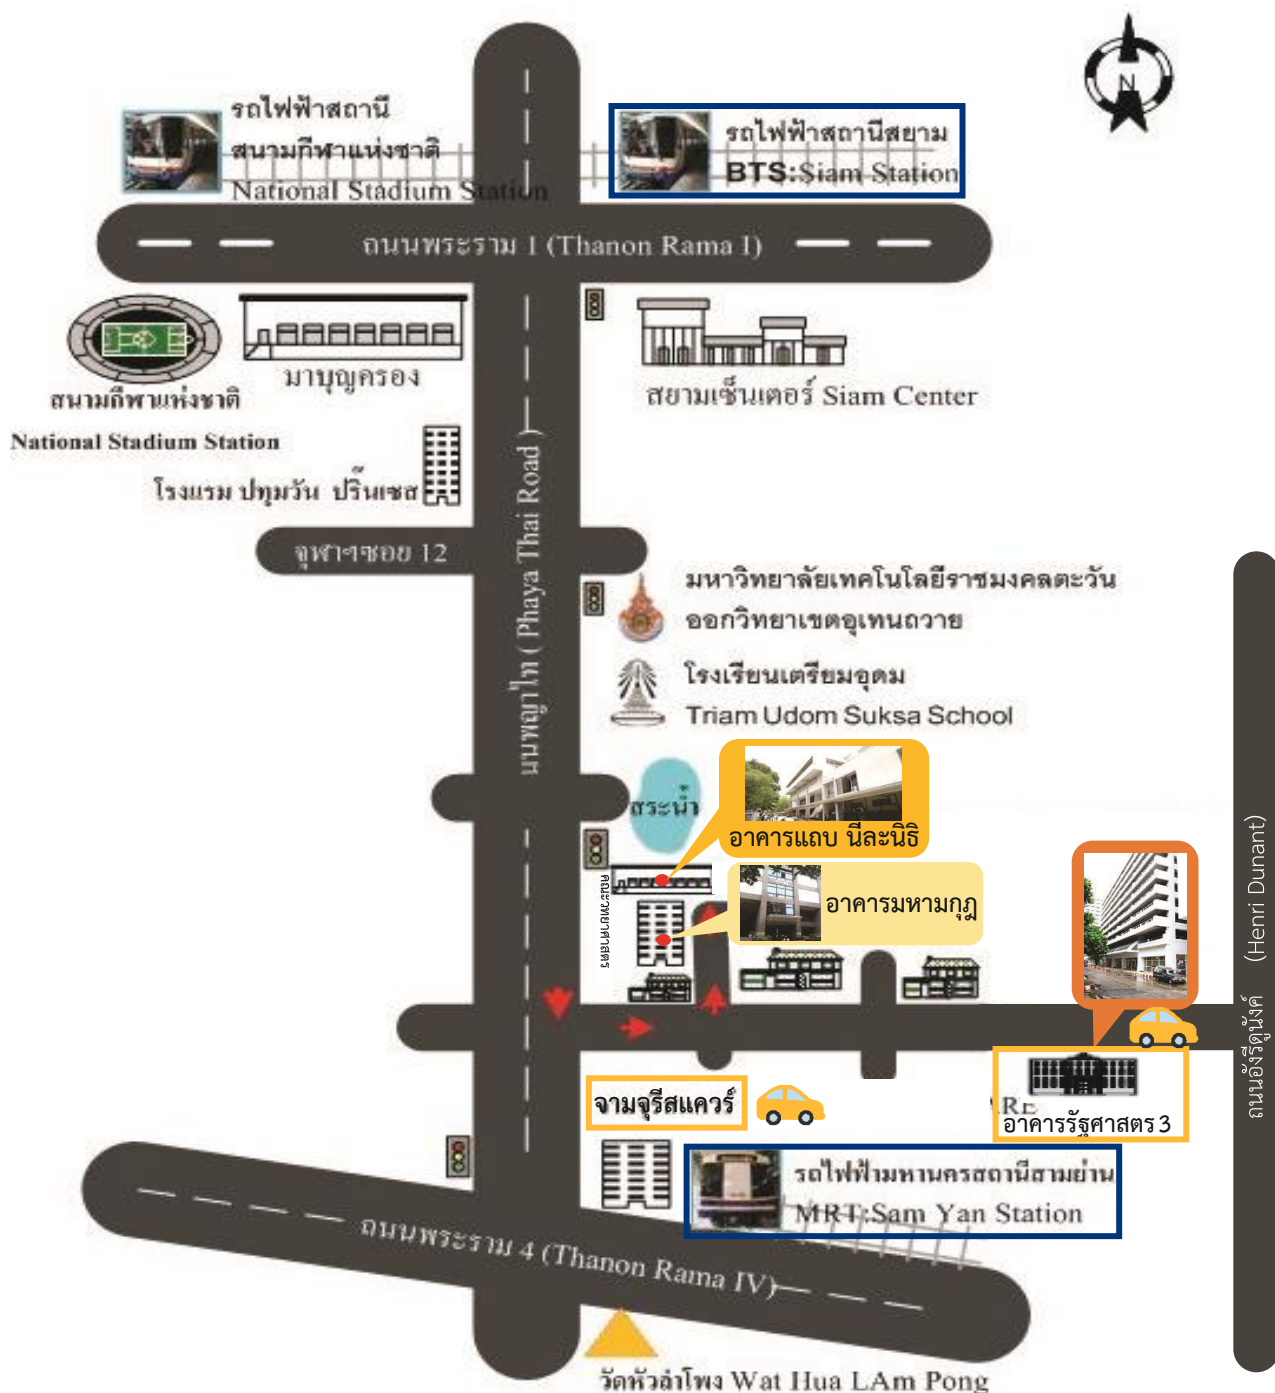 N
รถไฟฟ้าสถานี
สนามกีฬาแห่งชาติ
National Stadium Station
รถไฟฟ้าสถานีสยาม
BTS:Siam Station
ถนนพระราม 1 (Thanon Rama I)
มาบุญครอง
สนามกีฬาแห่งชาติ
National Stadium Station
สยามเซ็นเตอร์ Siam Center
โรงแรม ปทุมวัน ปริ๊นเซส
จุฬาฯซอย 12
นนพญาไท ( Phaya Thai Road )
มหาวิทยาลัยเทคโนโลยีราชมงคลตะวัน
ออกวิทยาเขตอุเทนถวาย
โรงเรียนเตรียมอุดม
Triam Udom Suksa School
สระน้ำ
อาคารแถบ นีละนิธิ
คณะวิทยาศาสตร
อาคารมหามกุฎ
ถนนอังรีดูนังค์ (Henri Dunant)
จามจุรีสแควร์
RE
อาคารรัฐศาสตร 3
รถไฟฟ้ามหานครสถานีสามย่าน
MRT:Sam Yan Station
ถนนพระราม 4 (Thanon Rama IV)
วัดหัวลำโพง Wat Hua LAm Pong